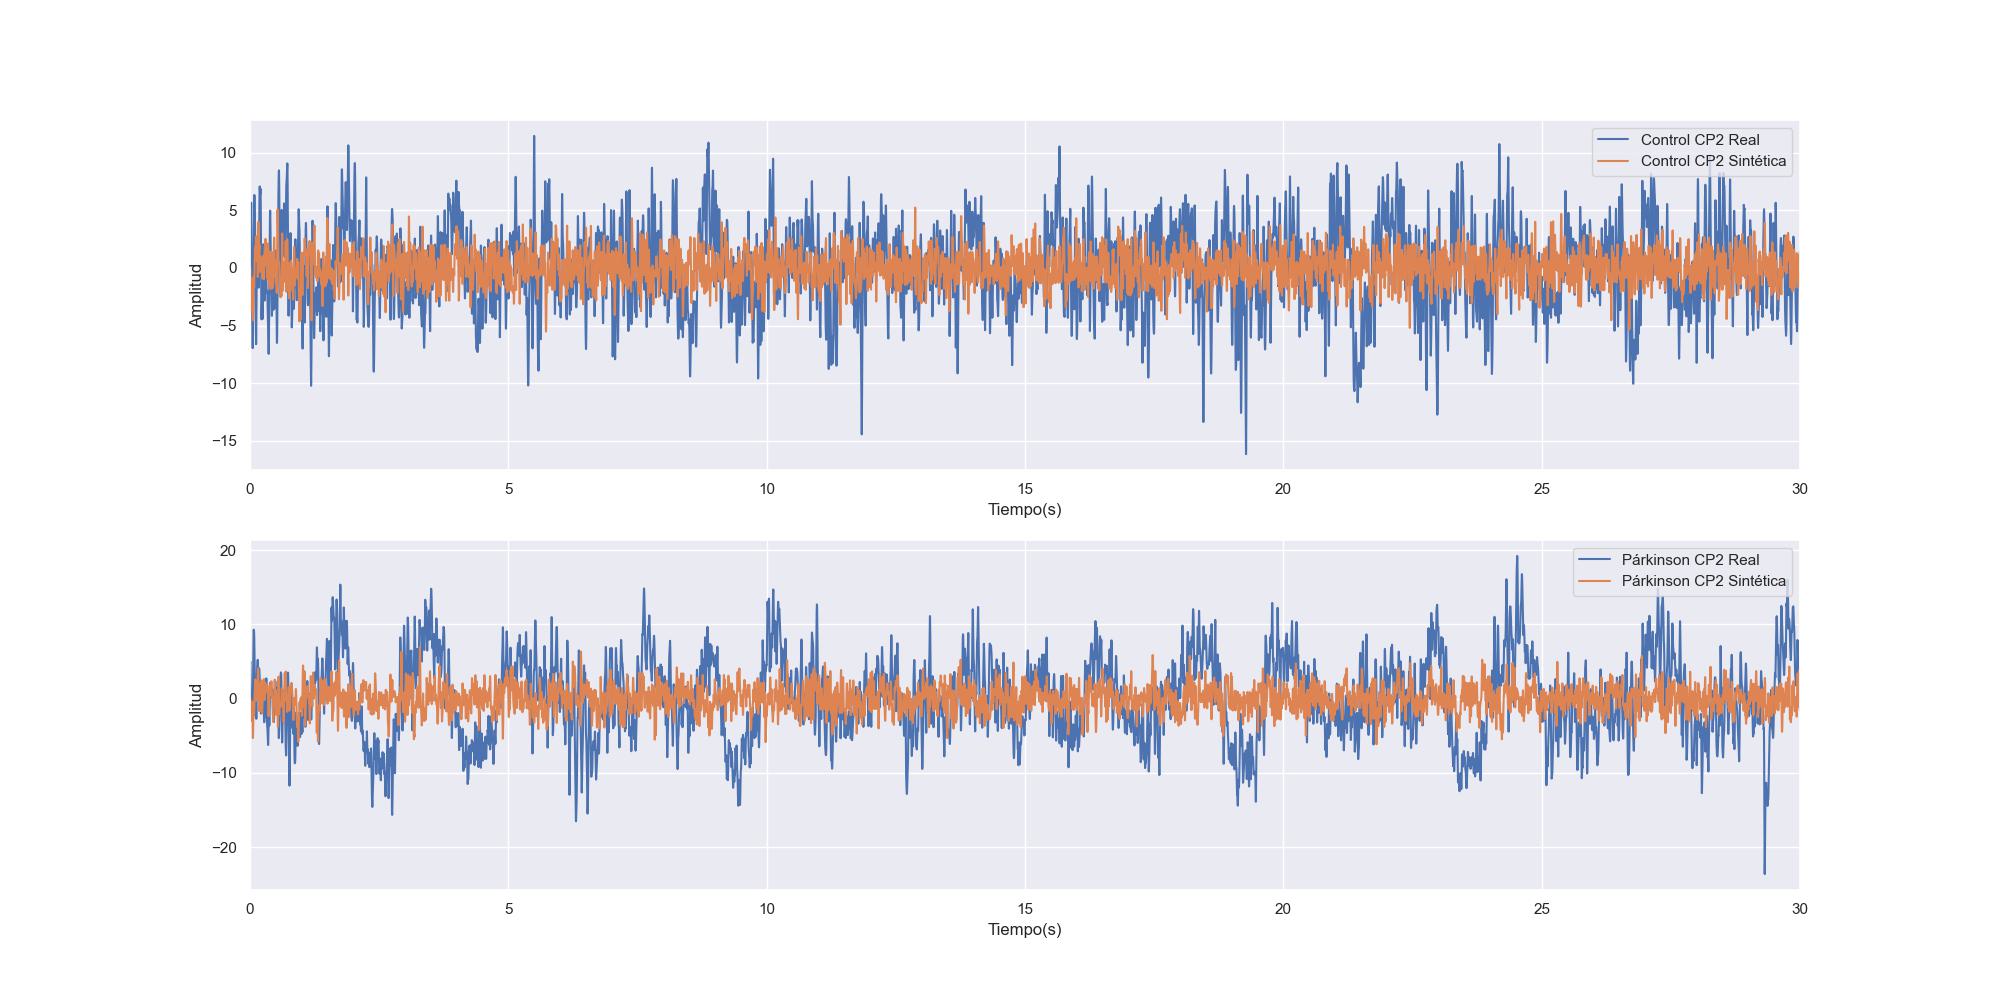 10
5
0
−5
−10
−15
Amplitud
Control CP2 Real
Control CP2 Sintética
0 5 10 15 20 25 30
Tiempo(s)
20
10
0
−10
−20
Amplitud
Párkinson CP2 Real
Párkinson CP2 Sintética
0 5 10 15 20 25 30
Tiempo(s)